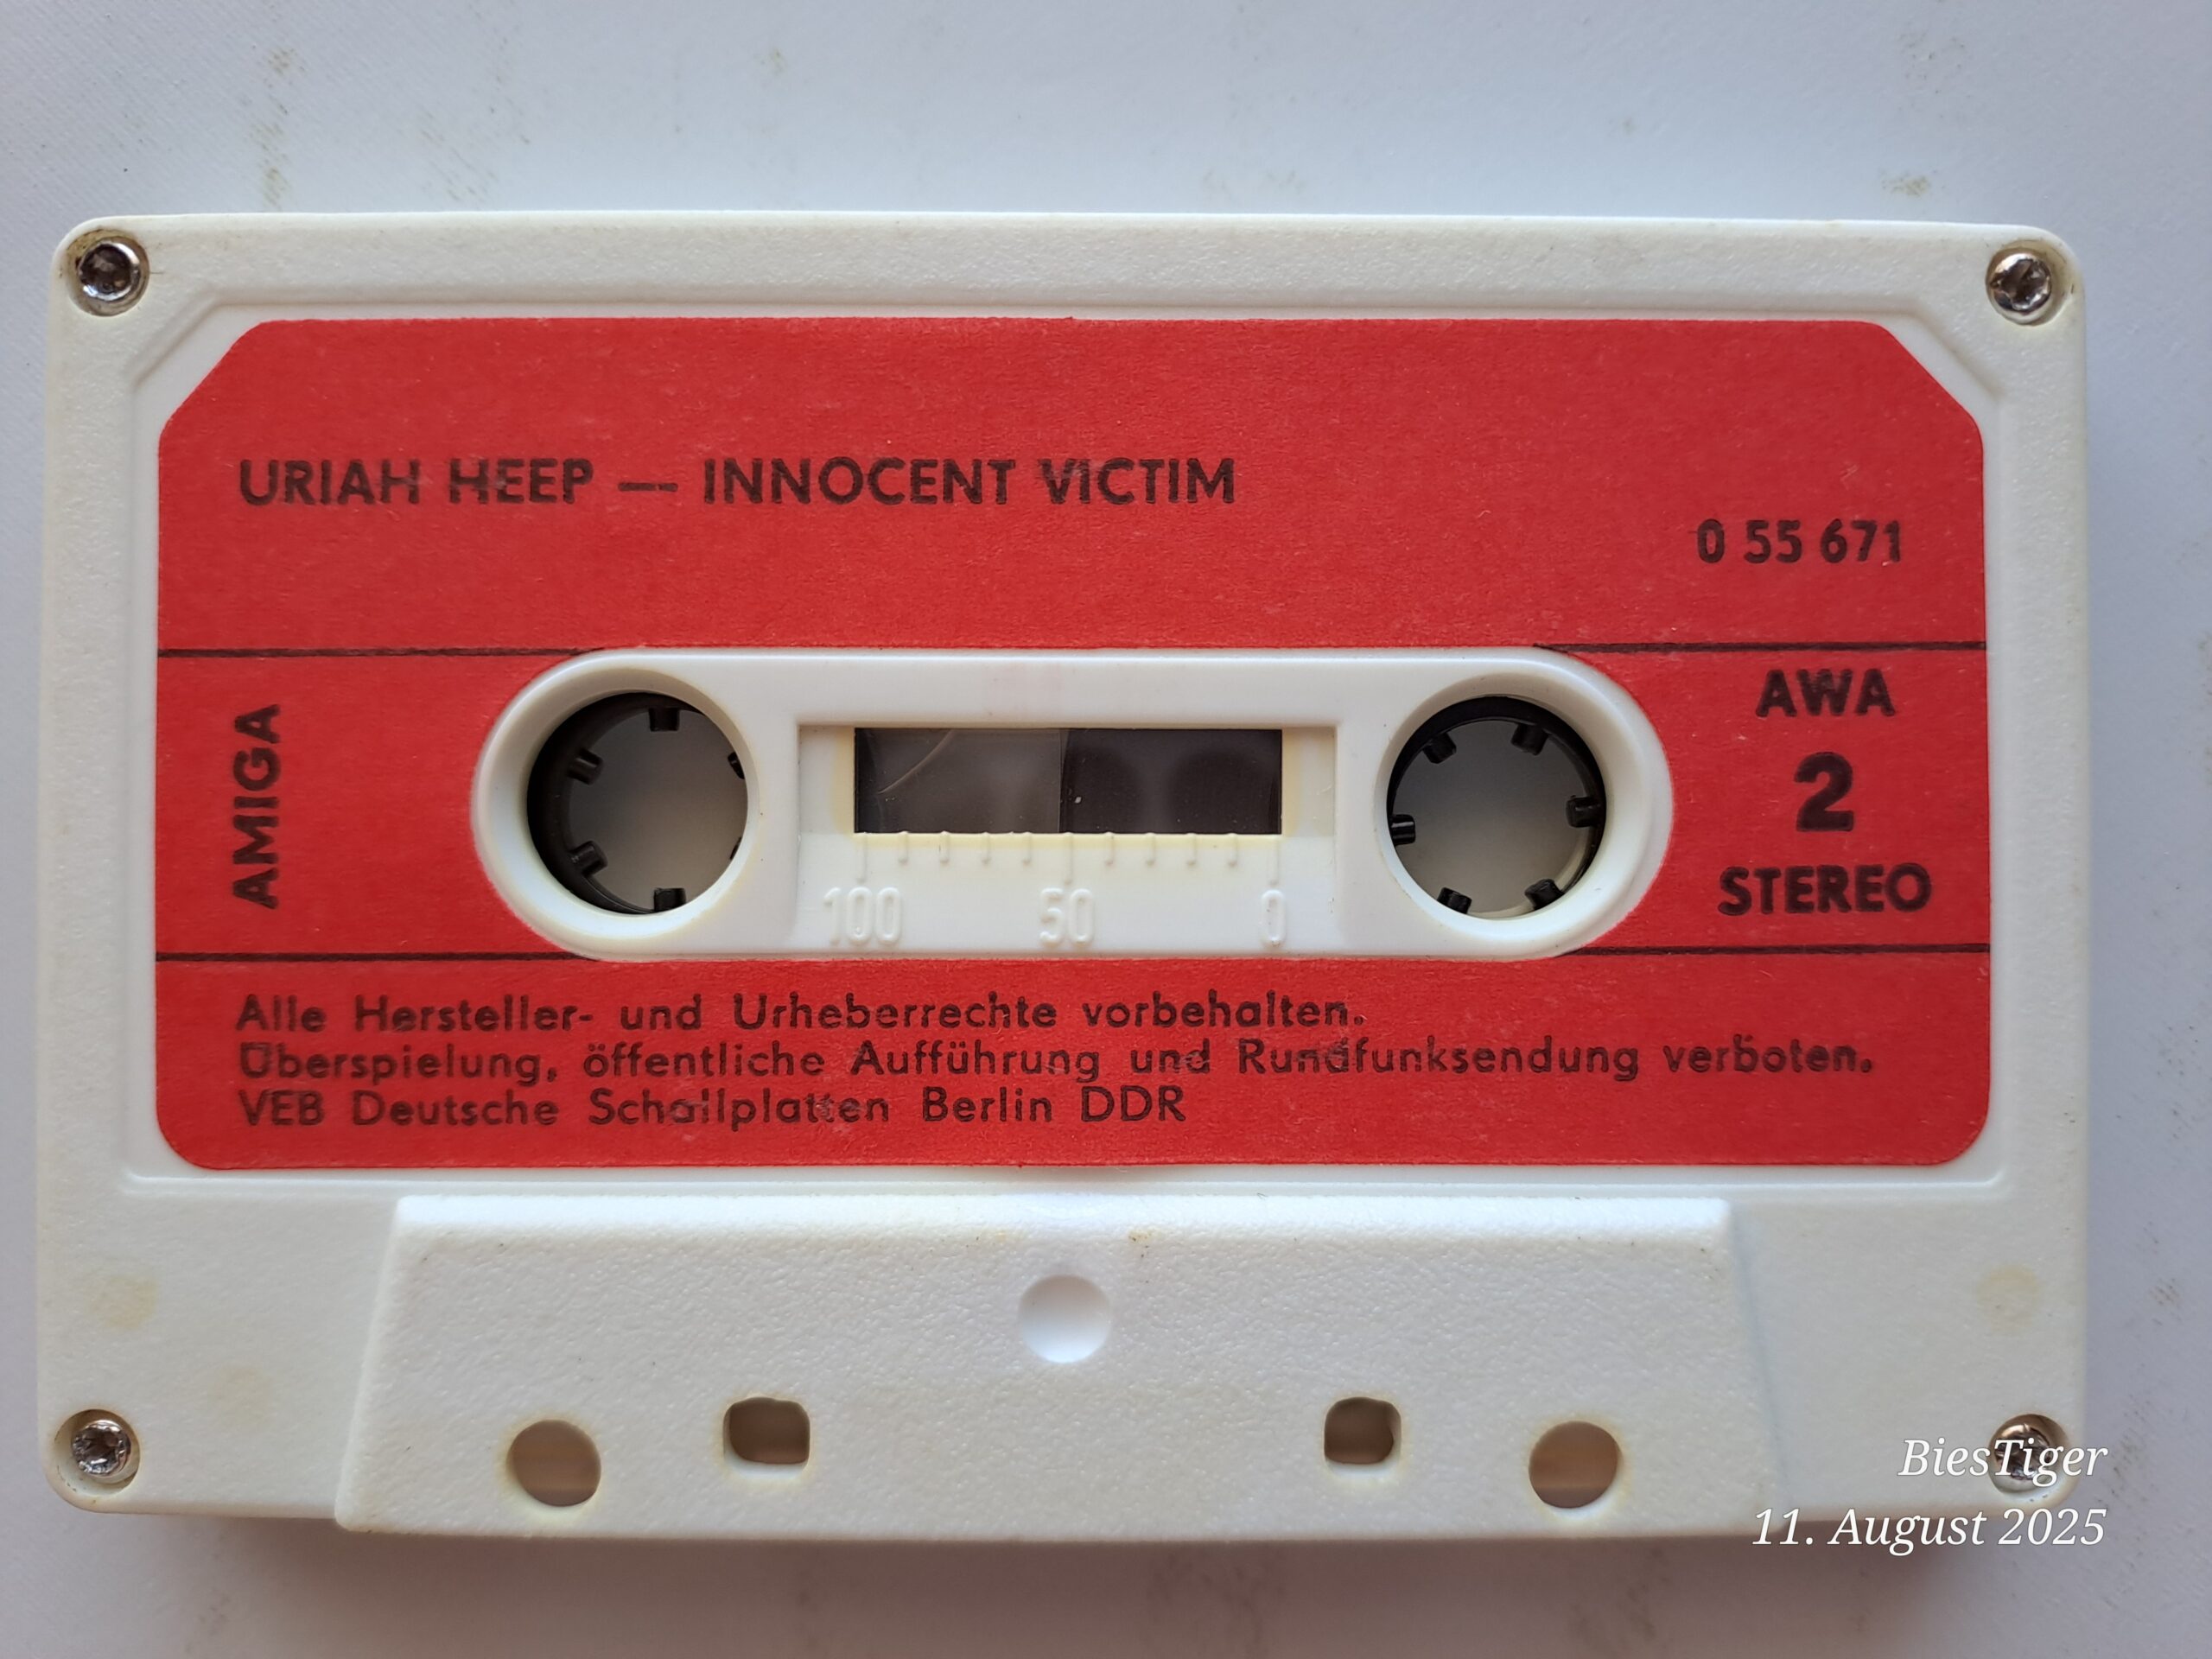 URIAH HEEP — INNOCENT VICTIM
0 55 671
AMIGA
AWA
2
STEREO
100 50 0
Alle Hersteller- und Urheberrechte vorbehalten.
Überspielung, öffentliche Aufführung und Rundfunksendung verboten.
VEB Deutsche Schallplatten Berlin DDR
BiesTiger
11. August 2025